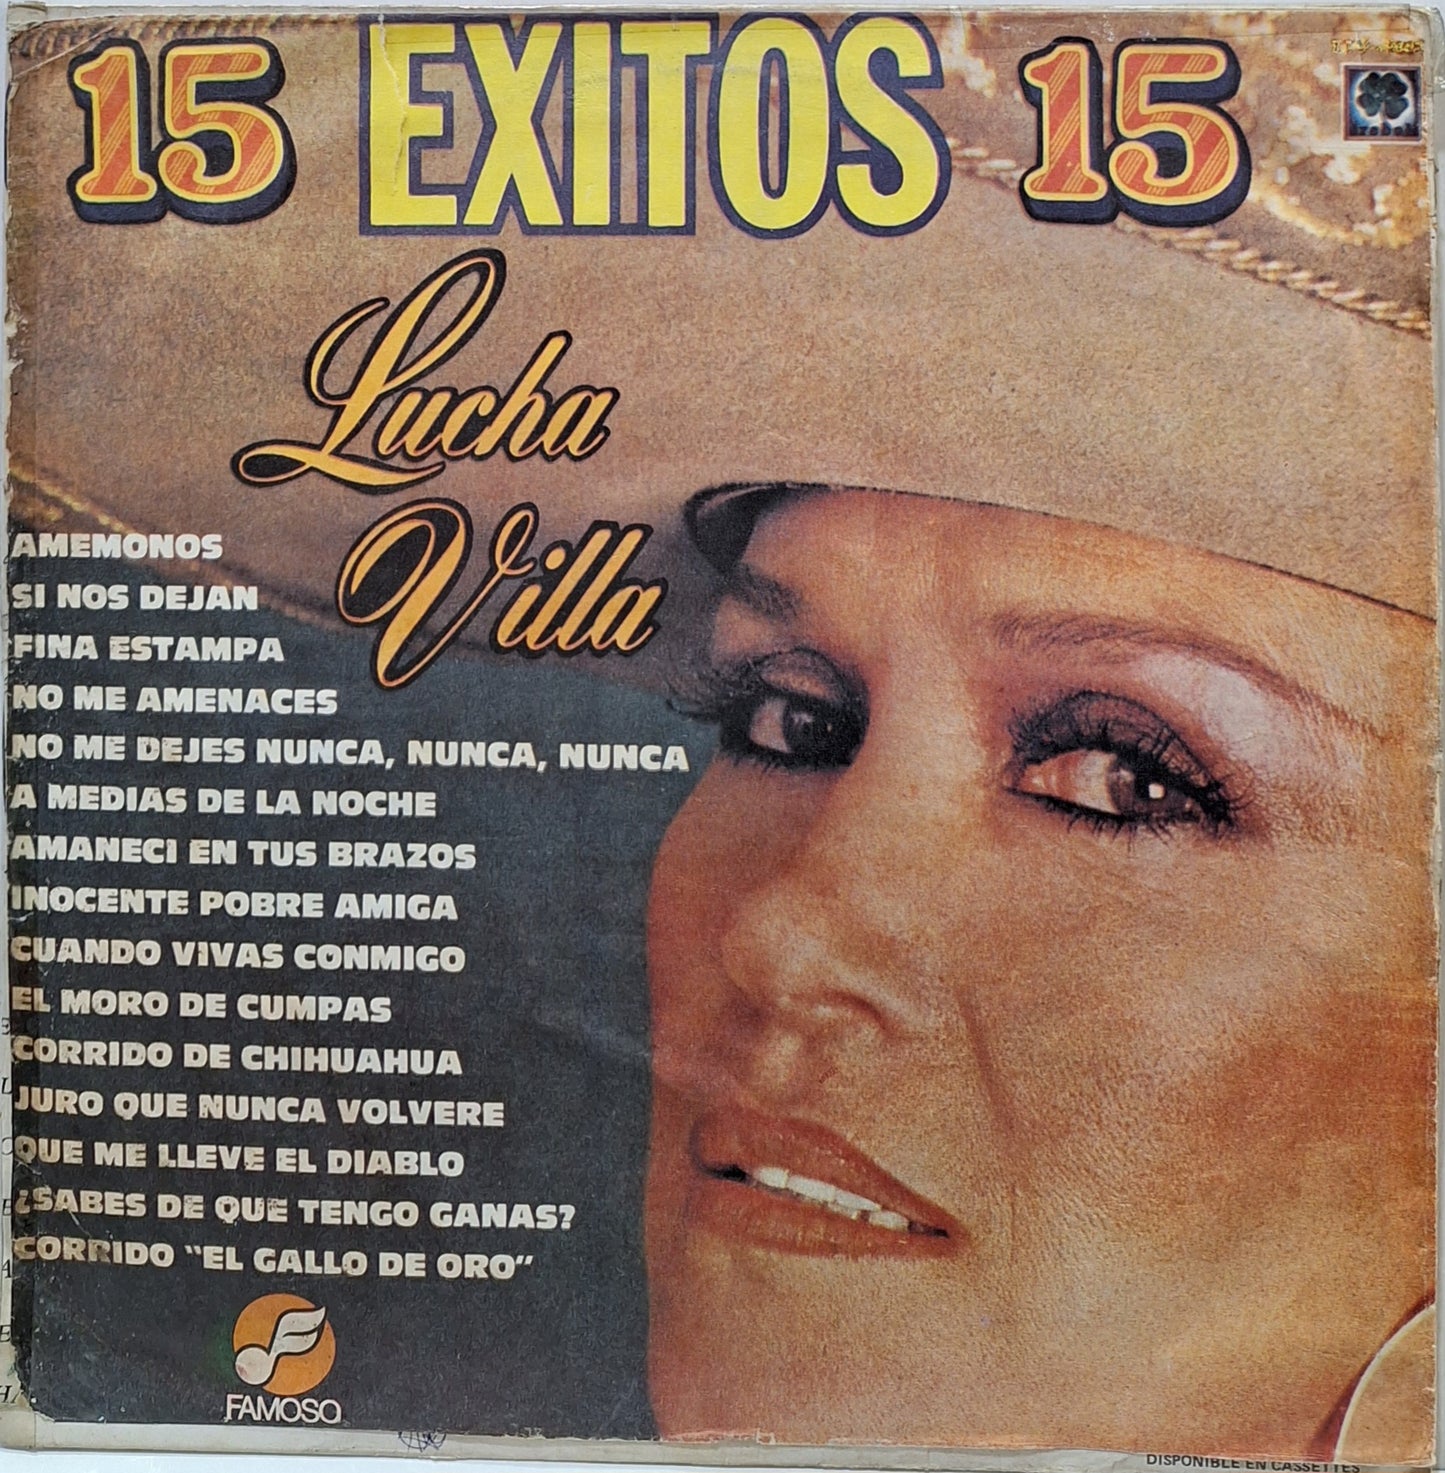 15 EXITOS 15
Lucha
Villa
AMEMONOS
SI NOS DEJAN
FINA ESTAMPA
NO ME AMENACES
NO ME DEJES NUNCA, NUNCA, NUNCA
A MEDIAS DE LA NOCHE
AMANECI EN TUS BRAZOS
INOCENTE POBRE AMIGA
CUANDO VIVAS CONMIGO
EL MORO DE CUMPAS
CORRIDO DE CHIHUAHUA
JURO QUE NUNCA VOLVERE
QUE ME LLEVE EL DIABLO
¿SABES DE QUE TENGO GANAS?
CORRIDO "EL GALLO DE ORO"
FAMOSO
DISPONIBLE EN CASSETTES